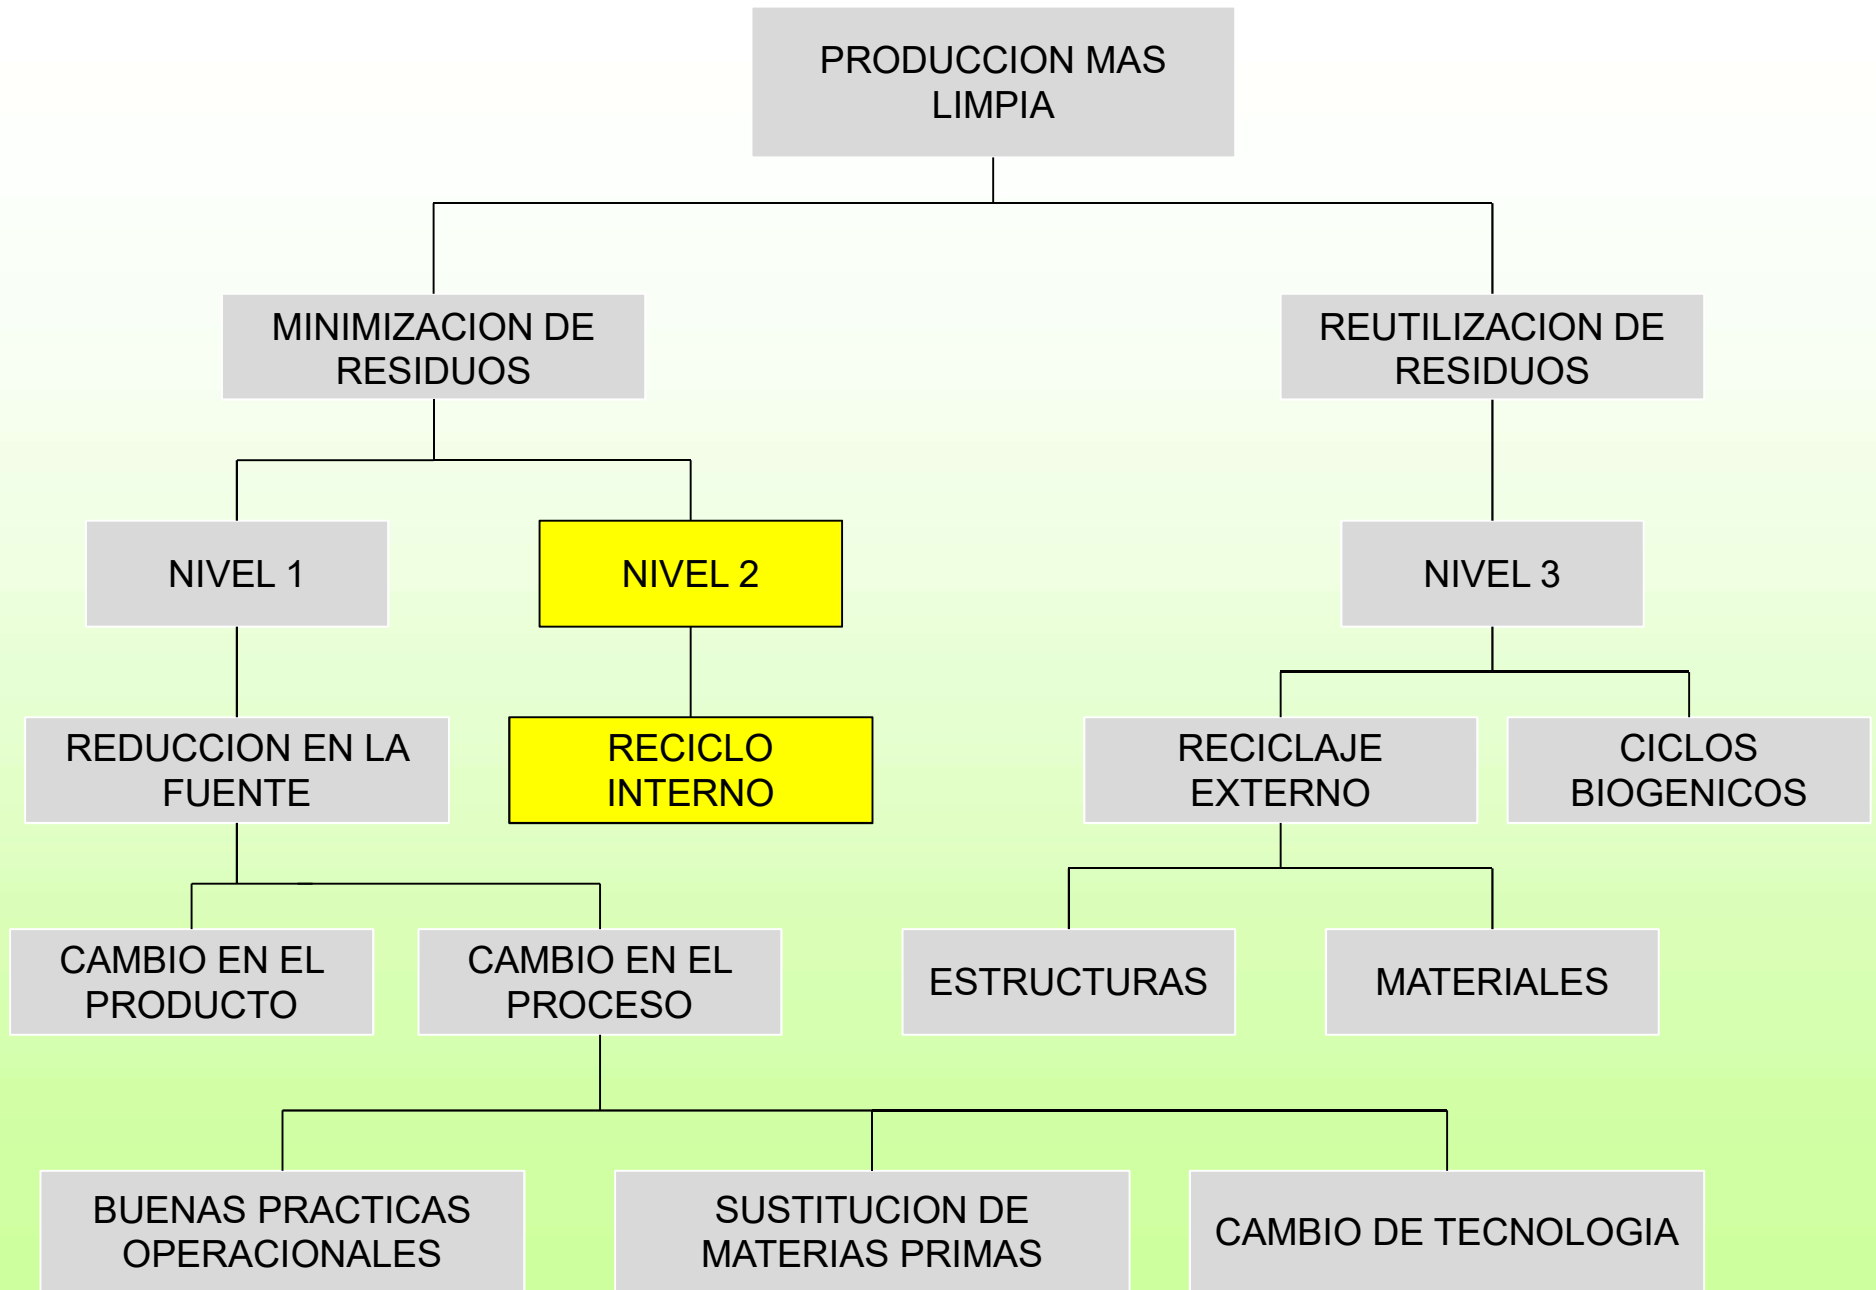 PRODUCCION MAS
LIMPIA
MINIMIZACION DE
RESIDUOS
REUTILIZACION DE
RESIDUOS
NIVEL 1
NIVEL 2
NIVEL 3
REDUCCION EN LA
FUENTE
RECICLO
INTERNO
RECICLAJE
EXTERNO
CICLOS
BIOGENICOS
CAMBIO EN EL
PRODUCTO
CAMBIO EN EL
PROCESO
ESTRUCTURAS
MATERIALES
BUENAS PRACTICAS
OPERACIONALES
SUSTITUCION DE
MATERIAS PRIMAS
CAMBIO DE TECNOLOGIA